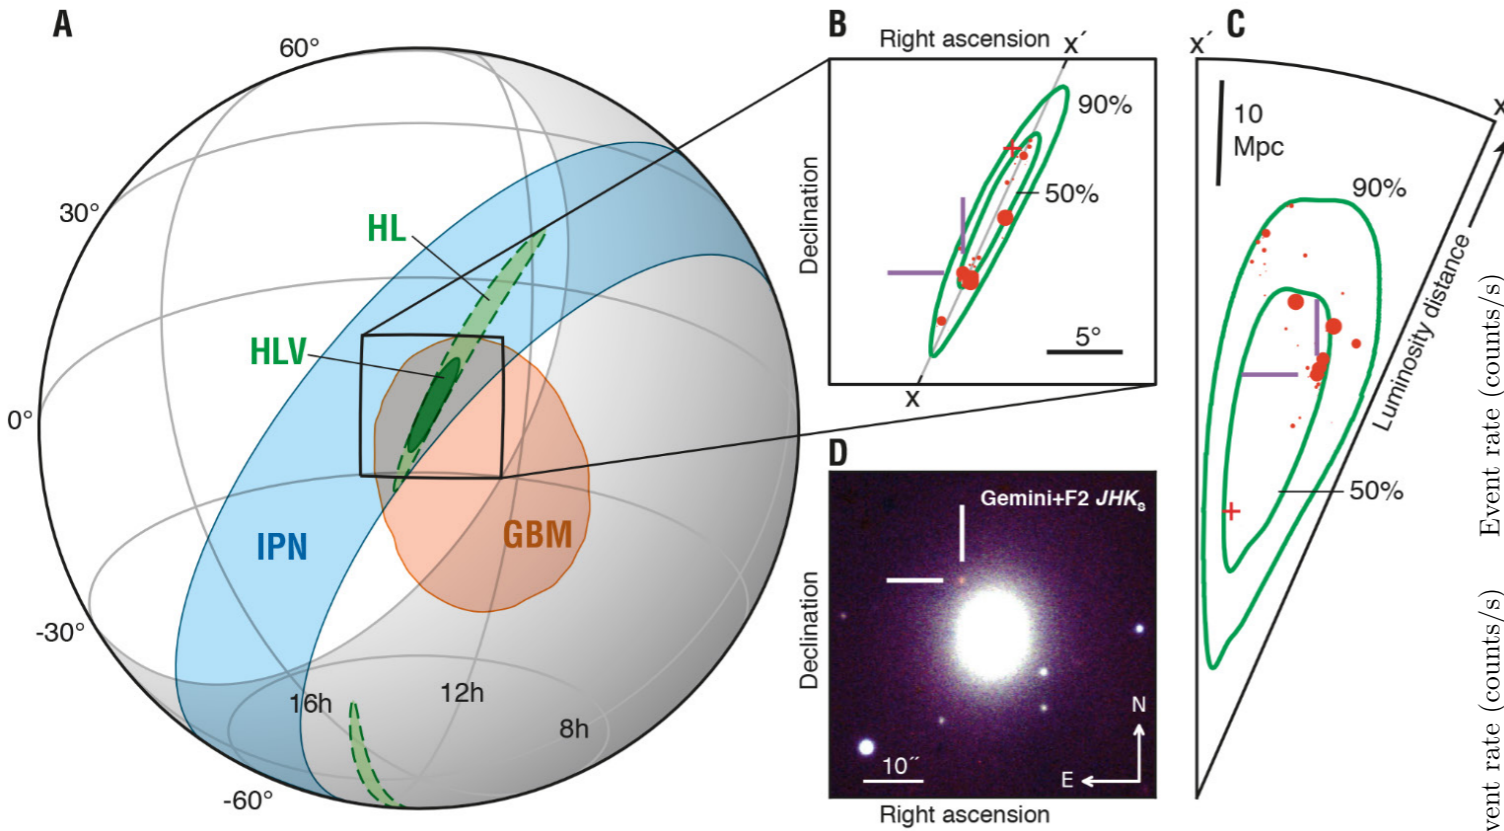 A
60°
30°
0°
-30°
-60°
HL
HLV
IPN
GBM
16h
12h
8h
B
Right ascension
x´
90%
50%
Declination
5°
x
C
x´
x
10
Mpc
90%
Luminosity distance
50%
D
Gemini+F2 JHKs
Declination
10´´
N
E
Right ascension
Event rate (counts/s)
vent rate (counts/s)